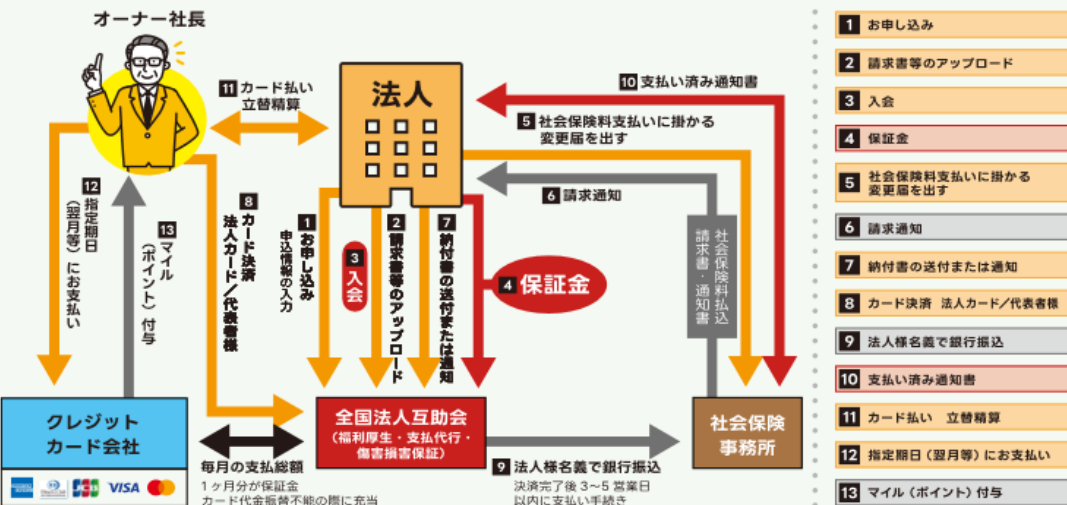 オーナー社長
11 カード払い
立替精算
法人
10 支払い済み通知書
5 社会保険料支払いに掛かる
変更届を出す
6 請求通知
12 指定期日
（翌月等）にお支払い
13 マイル
（ポイント）付与
8 カード決済
法人カード／代表者様
1 お申し込み
申込情報の入力
3 入会
2 請求書等のアップロード
7 納付書の送付または通知
4 保証金
社会保険料払込
請求書・通知書
クレジット
カード会社
VISA
JCB
毎月の支払総額
1ヶ月分が保証金
カード代金振替不能の際に充当
全国法人互助会
（福利厚生・支払代行・
傷害損害保証）
9 法人様名義で銀行振込
決済完了後 3〜5 営業日
以内に支払い手続き
社会保険
事務所
1 お申し込み
2 請求書等のアップロード
3 入会
4 保証金
5 社会保険料支払いに掛かる
変更届を出す
6 請求通知
7 納付書の送付または通知
8 カード決済 法人カード／代表者様
9 法人様名義で銀行振込
10 支払い済み通知書
11 カード払い 立替精算
12 指定期日（翌月等）にお支払い
13 マイル（ポイント）付与